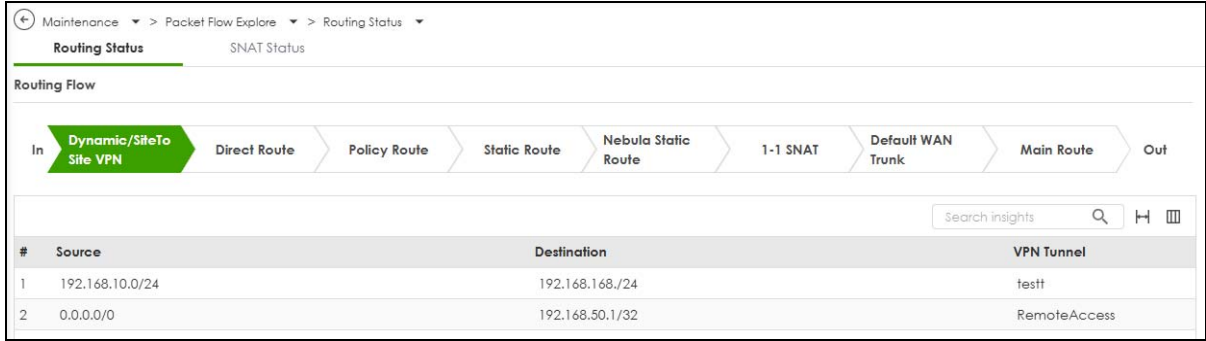 Maintenance > Packet Flow Explore > Routing Status
Routing Status SNAT Status
Routing Flow
In Dynamic/SiteTo Site VPN Direct Route Policy Route Static Route Nebula Static Route 1-1 SNAT Default WAN Trunk Main Route Out
Search insights
# Source Destination VPN Tunnel
1 192.168.10.0/24 192.168.168./24 testt
2 0.0.0.0/0 192.168.50.1/32 RemoteAccess